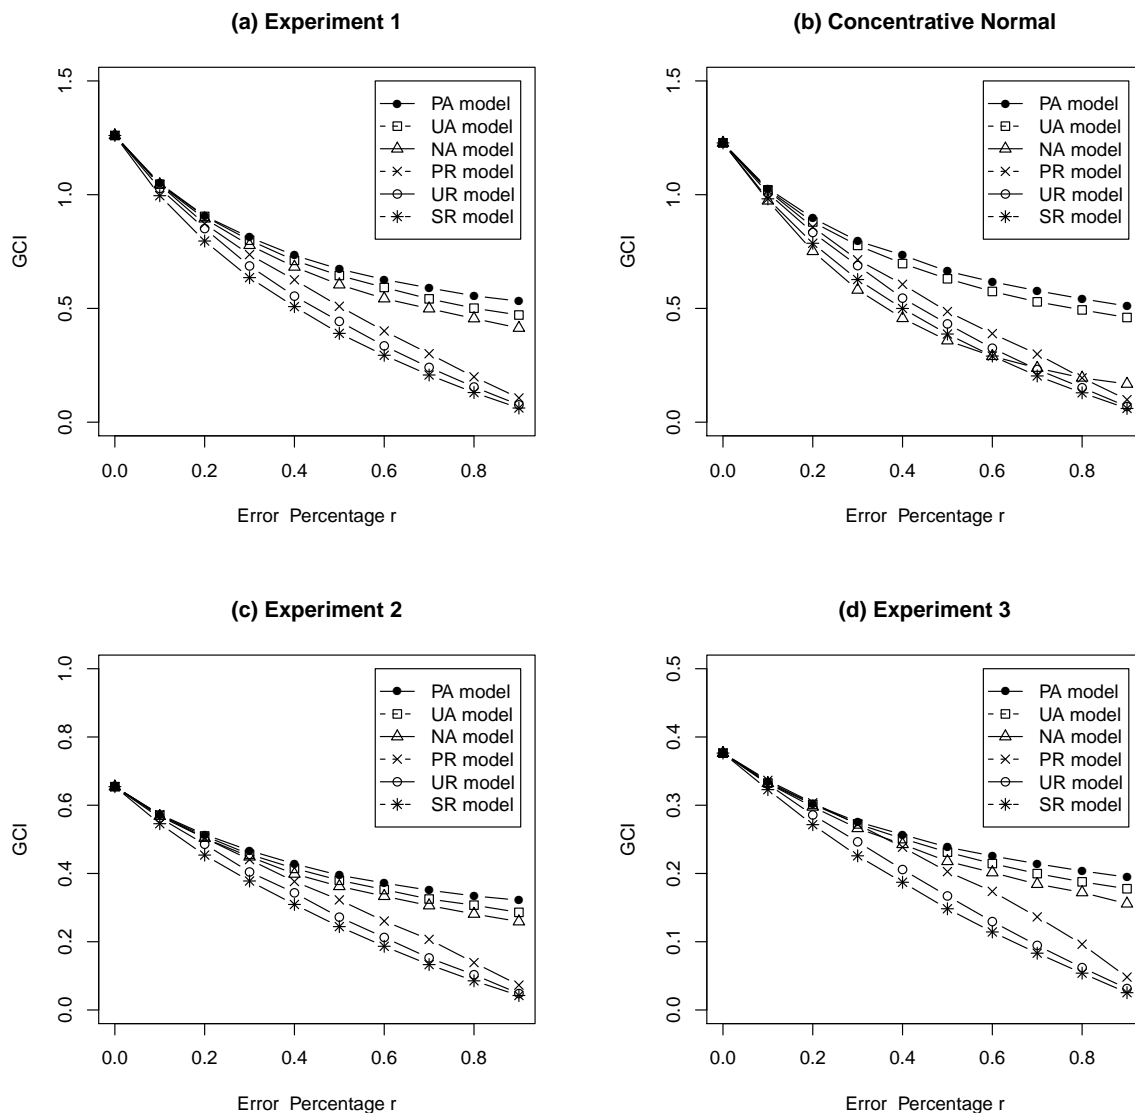 (a) Experiment 1
GCI
1.5
1.0
0.5
0.0
PA model
UA model
NA model
PR model
UR model
SR model
0.0 0.2 0.4 0.6 0.8
Error Percentage r
(b) Concentrative Normal
GCI
1.5
1.0
0.5
0.0
PA model
UA model
NA model
PR model
UR model
SR model
0.0 0.2 0.4 0.6 0.8
Error Percentage r
(c) Experiment 2
GCI
1.0
0.8
0.6
0.4
0.2
0.0
PA model
UA model
NA model
PR model
UR model
SR model
0.0 0.2 0.4 0.6 0.8
Error Percentage r
(d) Experiment 3
GCI
0.5
0.4
0.3
0.2
0.1
0.0
PA model
UA model
NA model
PR model
UR model
SR model
0.0 0.2 0.4 0.6 0.8
Error Percentage r